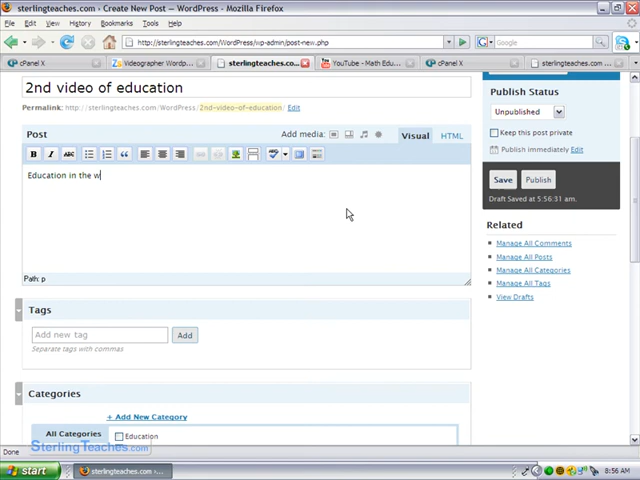 sterlingteaches.com › Create New Post — WordPress - Mozilla Firefox
File Edit View History Bookmarks Tools Help
http://sterlingteaches.com/WordPress/wp-admin/post-new.php
Google
cPanel X
Videographer Wordp...
sterlingteaches.co...
YouTube - Math Edu...
cPanel X
sterlingteaches.com ...
2nd video of education
Permalink: http://sterlingteaches.com/WordPress/2nd-video-of-education/ Edit
Post
Add media:
Visual
HTML
B I ABC
Education in the w
Path: p
Tags
Add new tag
Add
Separate tags with commas
Categories
+ Add New Category
All Categories
Education
Publish Status
Unpublished
Keep this post private
Publish immediately Edit
Save
Publish
Draft Saved at 5:56:31 am.
Related
Manage All Comments
Manage All Posts
Manage All Categories
Manage All Tags
View Drafts
Done
SterlingTeaches.com
start
sterlingteaches.com ›...
8:56 AM